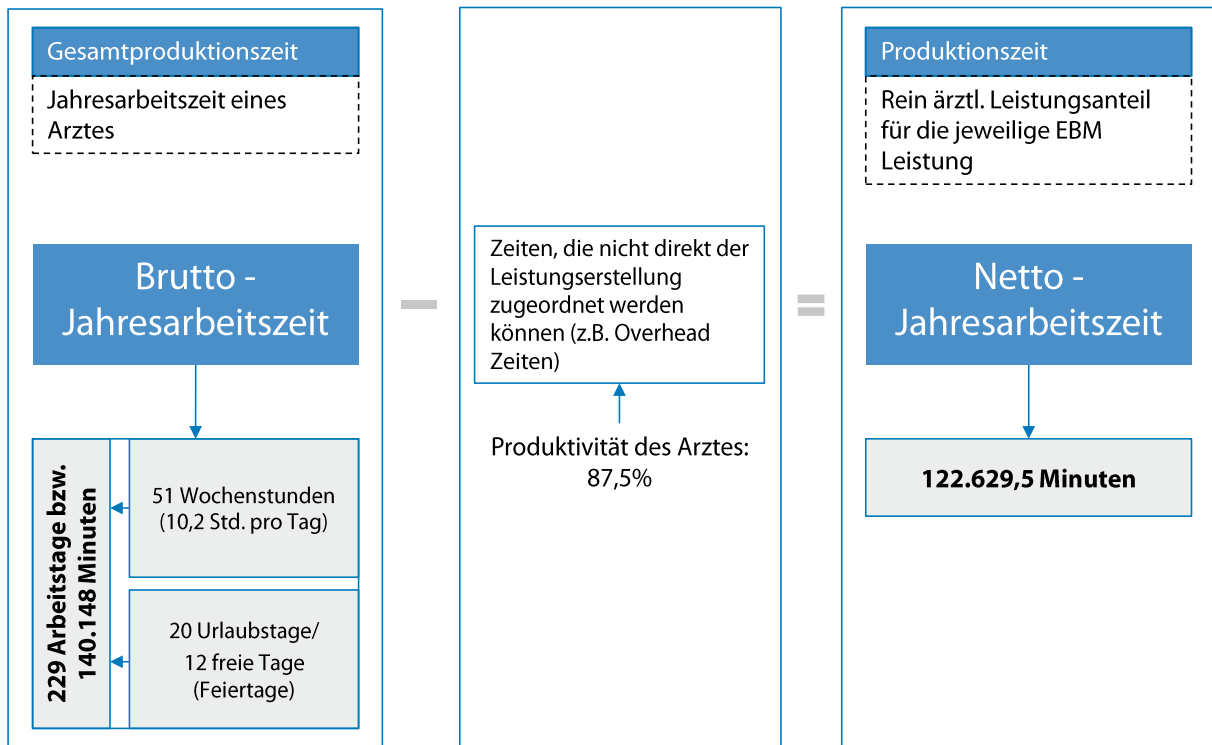 Gesamtproduktionszeit
Jahresarbeitszeit eines
Arztes
Brutto -
Jahresarbeitszeit
229 Arbeitstage bzw.
140.148 Minuten
51 Wochenstunden
(10,2 Std. pro Tag)
20 Urlaubstage/
12 freie Tage
(Feiertage)
Zeiten, die nicht direkt der
Leistungserstellung
zugeordnet werden
können (z.B. Overhead
Zeiten)
Produktivität des Arztes:
87,5%
Produktionszeit
Rein ärztl. Leistungsanteil
für die jeweilige EBM
Leistung
Netto -
Jahresarbeitszeit
122.629,5 Minuten